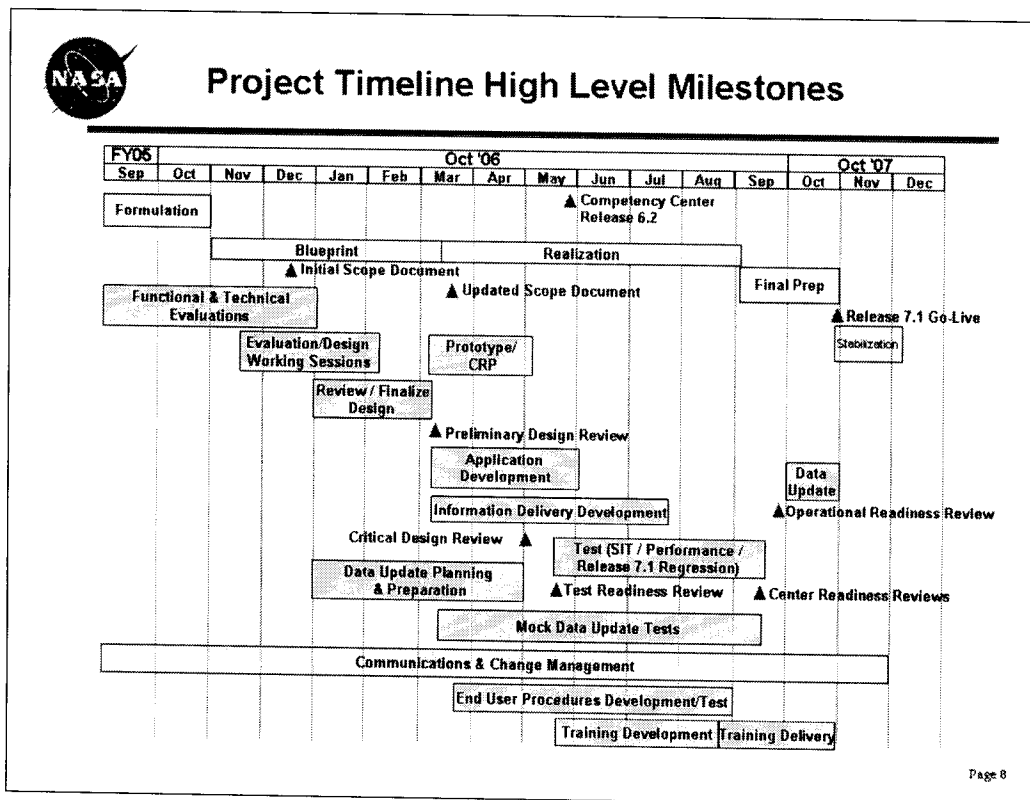 NASA
Project Timeline High Level Milestones
FY05 Oct '06 Oct '07
Sep Oct Nov Dec Jan Feb Mar Apr May Jun Jul Aug Sep Oct Nov Dec
Formulation
Competency Center
Release 6.2
Blueprint Realization
Initial Scope Document
Updated Scope Document
Final Prep
Functional & Technical
Evaluations
Release 7.1 Go-Live
Evaluation/Design
Working Sessions
Prototype/
CRP
Stabilization
Review / Finalize
Design
Preliminary Design Review
Application
Development
Data
Update
Information Delivery Development
Operational Readiness Review
Critical Design Review
Test (SIT / Performance /
Release 7.1 Regression)
Data Update Planning
& Preparation
Test Readiness Review
Center Readiness Reviews
Mock Data Update Tests
Communications & Change Management
End User Procedures Development/Test
Training Development Training Delivery
Page 8